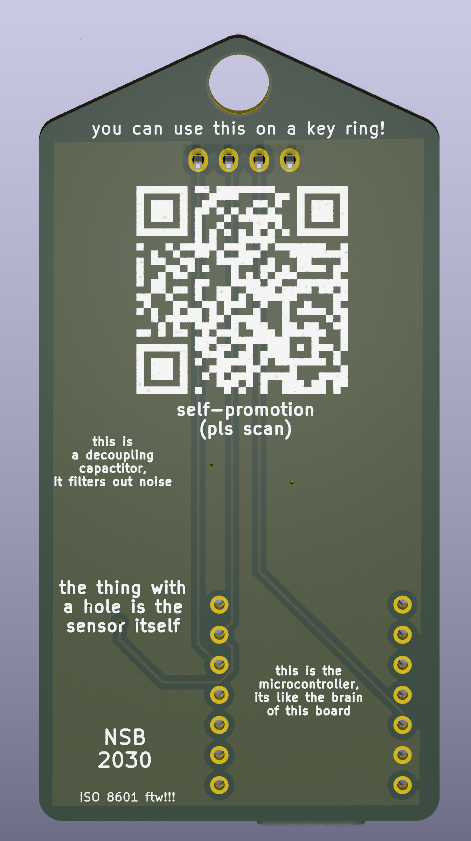 you can use this on a key ring!
self-promotion
(pls scan)
this is
a decoupling
capactitor,
it filters out noise
the thing with
a hole is the
sensor itself
this is the
microcontroller,
its like the brain
of this board
NSB
2030
ISO 8601 ftw!!!